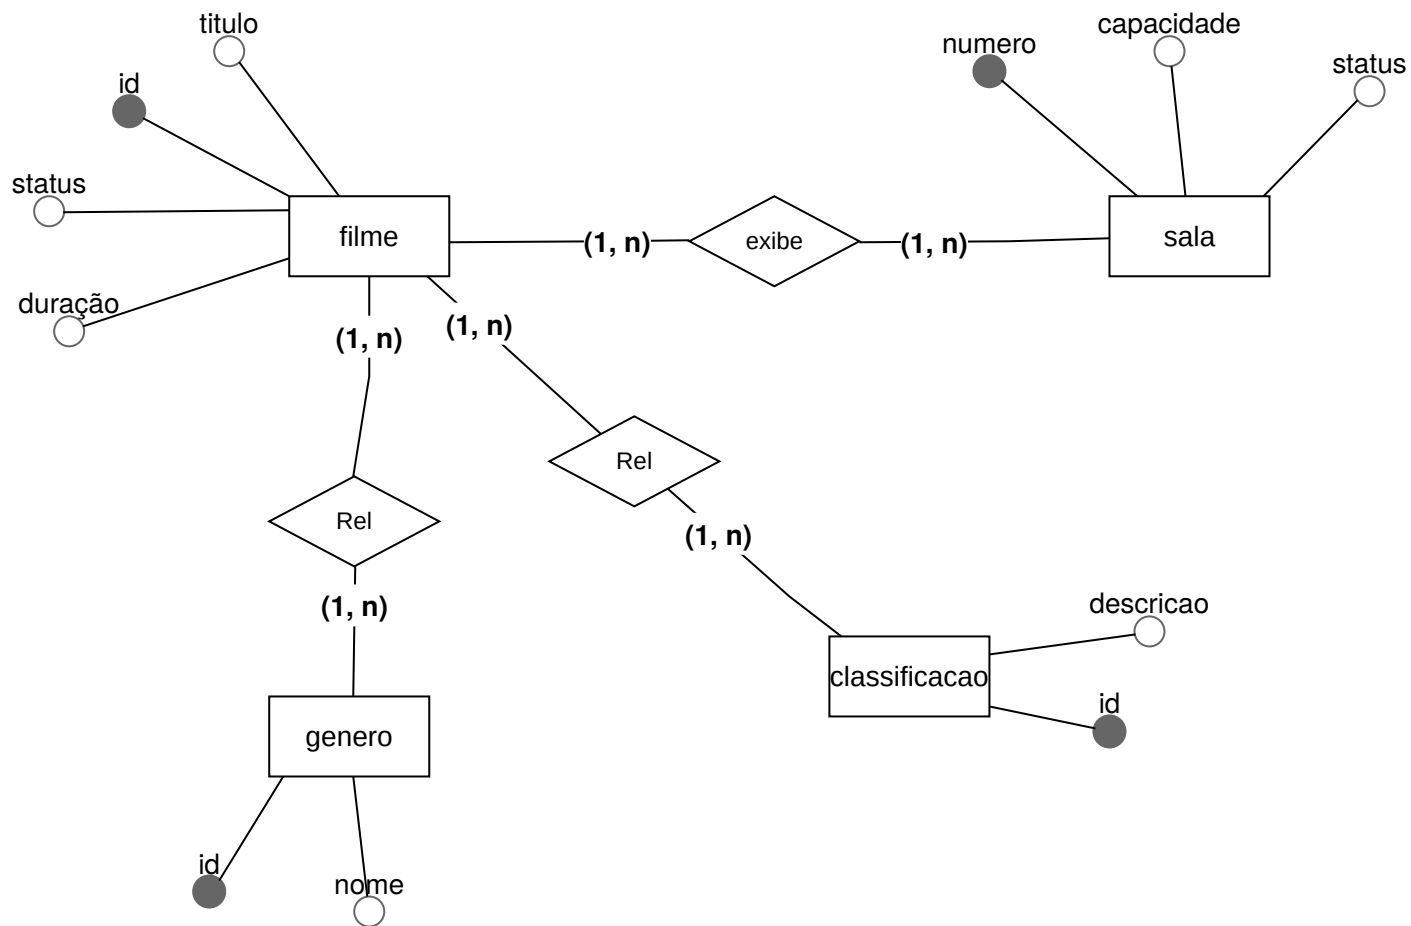 titulo
capacidade
numero
status
id
status
filme
(1, n)
exibe
(1, n)
sala
duração
(1, n)
(1, n)
Rel
Rel
(1, n)
(1, n)
descricao
classificacao
id
genero
id
nome